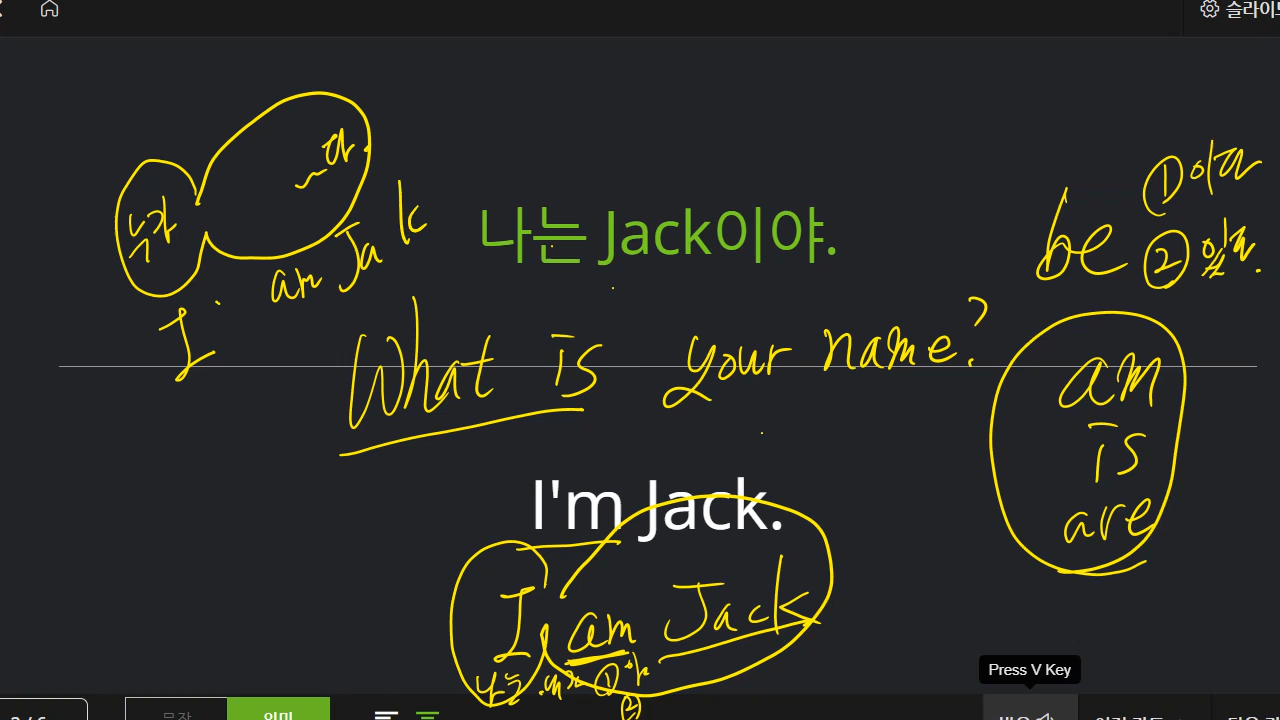 슬라이드
~다.
누가
am Jack
I
나는 Jack이야.
be ①이다
②있다.
What is your name?
am
is
are
I'm Jack.
I am Jack
나는
①
②
Press V Key